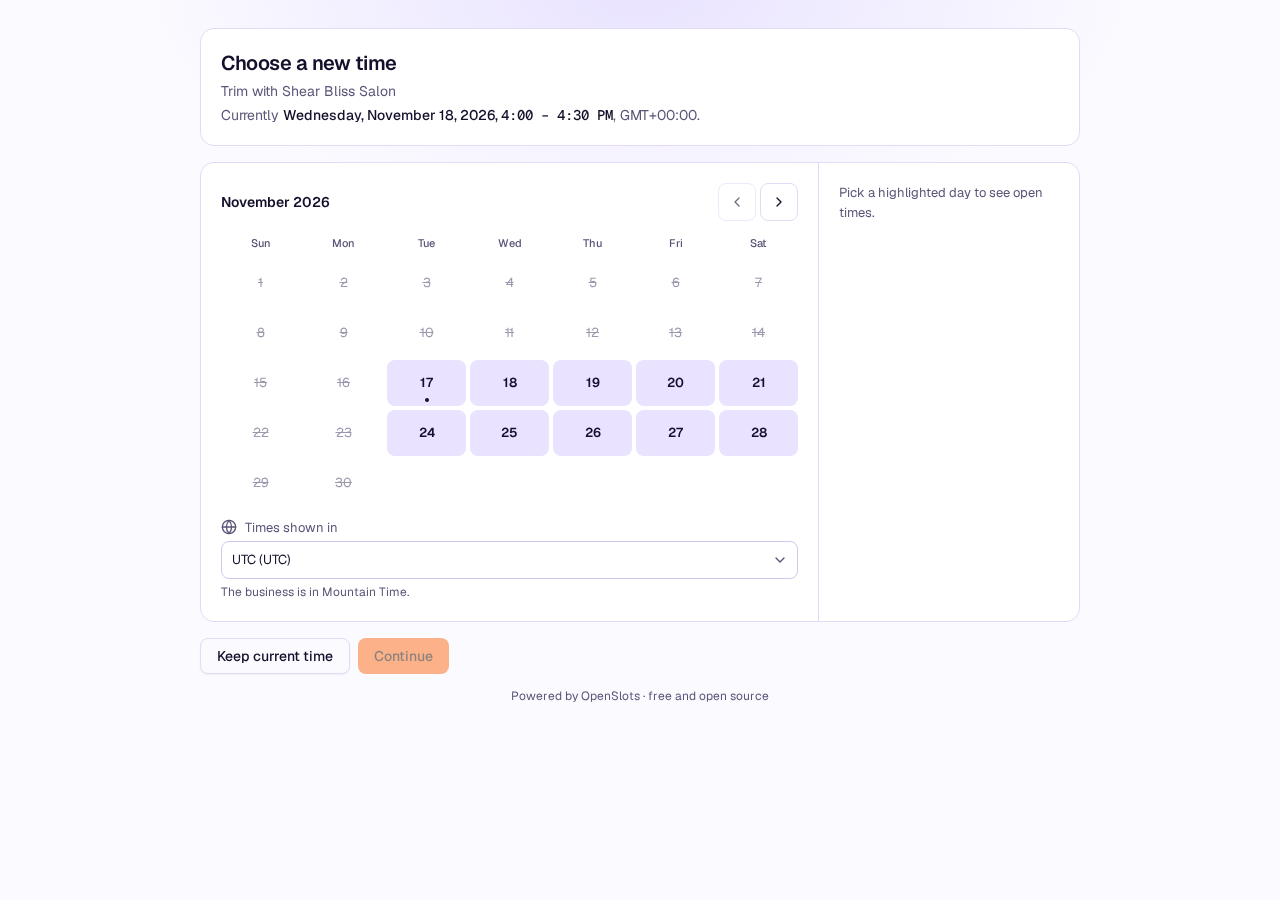 Choose a new time
Trim with Shear Bliss Salon
Currently Wednesday, November 18, 2026, 4:00 – 4:30 PM, GMT+00:00.
November 2026
Sun Mon Tue Wed Thu Fri Sat
1 2 3 4 5 6 7
8 9 10 11 12 13 14
15 16 17 18 19 20 21
22 23 24 25 26 27 28
29 30
Times shown in
UTC (UTC)
The business is in Mountain Time.
Pick a highlighted day to see open
times.
Keep current time Continue
Powered by OpenSlots · free and open source